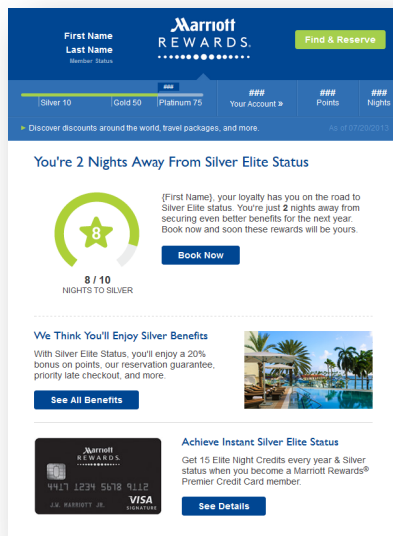 First Name
Last Name
Member Status
Marriott
REWARDS.
Find & Reserve
###
Silver 10
Gold 50
Platinum 75
###
Your Account »
###
Points
###
Nights
Discover discounts around the world, travel packages, and more.
As of 07/20/2013
You're 2 Nights Away From Silver Elite Status
8
8 / 10
NIGHTS TO SILVER
{First Name}, your loyalty has you on the road to
Silver Elite status. You're just 2 nights away from
securing even better benefits for the next year.
Book now and soon these rewards will be yours.
Book Now
We Think You'll Enjoy Silver Benefits
With Silver Elite Status, you'll enjoy a 20%
bonus on points, our reservation guarantee,
priority late checkout, and more.
See All Benefits
Marriott
REWARDS.
4417 1234 5678 9112
J.W. MARRIOTT JR.
VISA
SIGNATURE
Achieve Instant Silver Elite Status
Get 15 Elite Night Credits every year & Silver
status when you become a Marriott Rewards®
Premier Credit Card member.
See Details